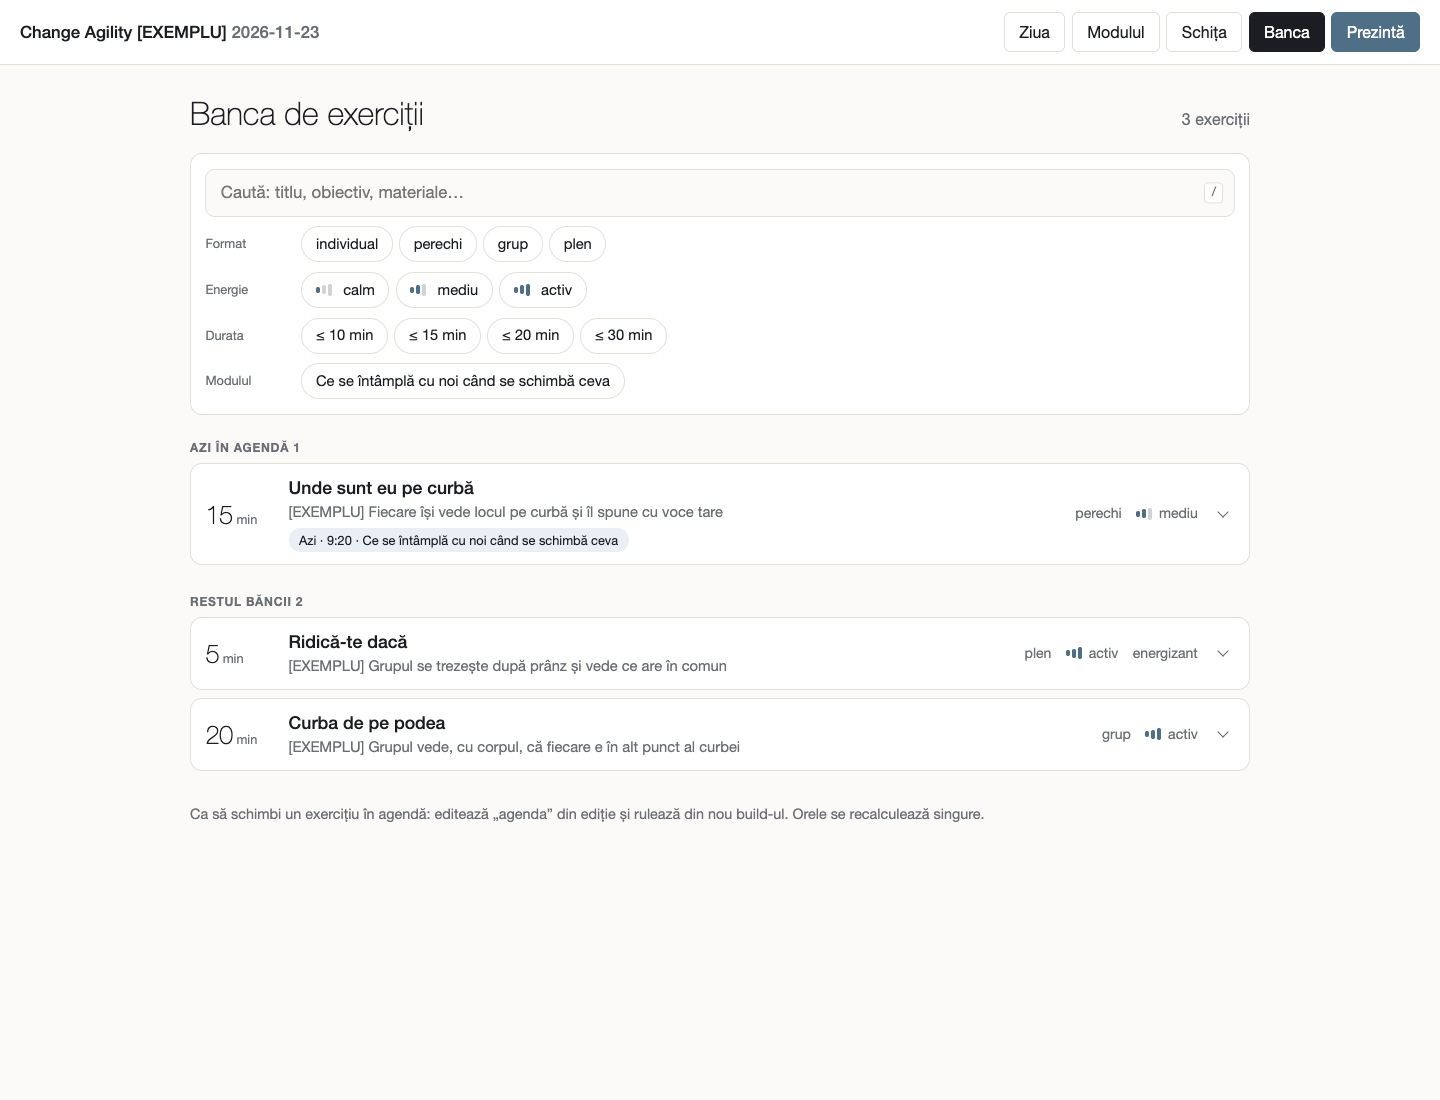 Change Agility [EXEMPLU] 2026-11-23
Ziua
Modulul
Schița
Banca
Prezintă
Banca de exerciții
3 exerciții
Caută: titlu, obiectiv, materiale…
/
Format
individual
perechi
grup
plen
Energie
calm
mediu
activ
Durata
≤ 10 min
≤ 15 min
≤ 20 min
≤ 30 min
Modulul
Ce se întâmplă cu noi când se schimbă ceva
AZI ÎN AGENDĂ 1
15 min
Unde sunt eu pe curbă
[EXEMPLU] Fiecare își vede locul pe curbă și îl spune cu voce tare
Azi · 9:20 · Ce se întâmplă cu noi când se schimbă ceva
perechi
mediu
RESTUL BĂNCII 2
5 min
Ridică-te dacă
[EXEMPLU] Grupul se trezește după prânz și vede ce are în comun
plen
activ
energizant
20 min
Curba de pe podea
[EXEMPLU] Grupul vede, cu corpul, că fiecare e în alt punct al curbei
grup
activ
Ca să schimbi un exercițiu în agendă: editează „agenda” din ediție și rulează din nou build-ul. Orele se recalculează singure.